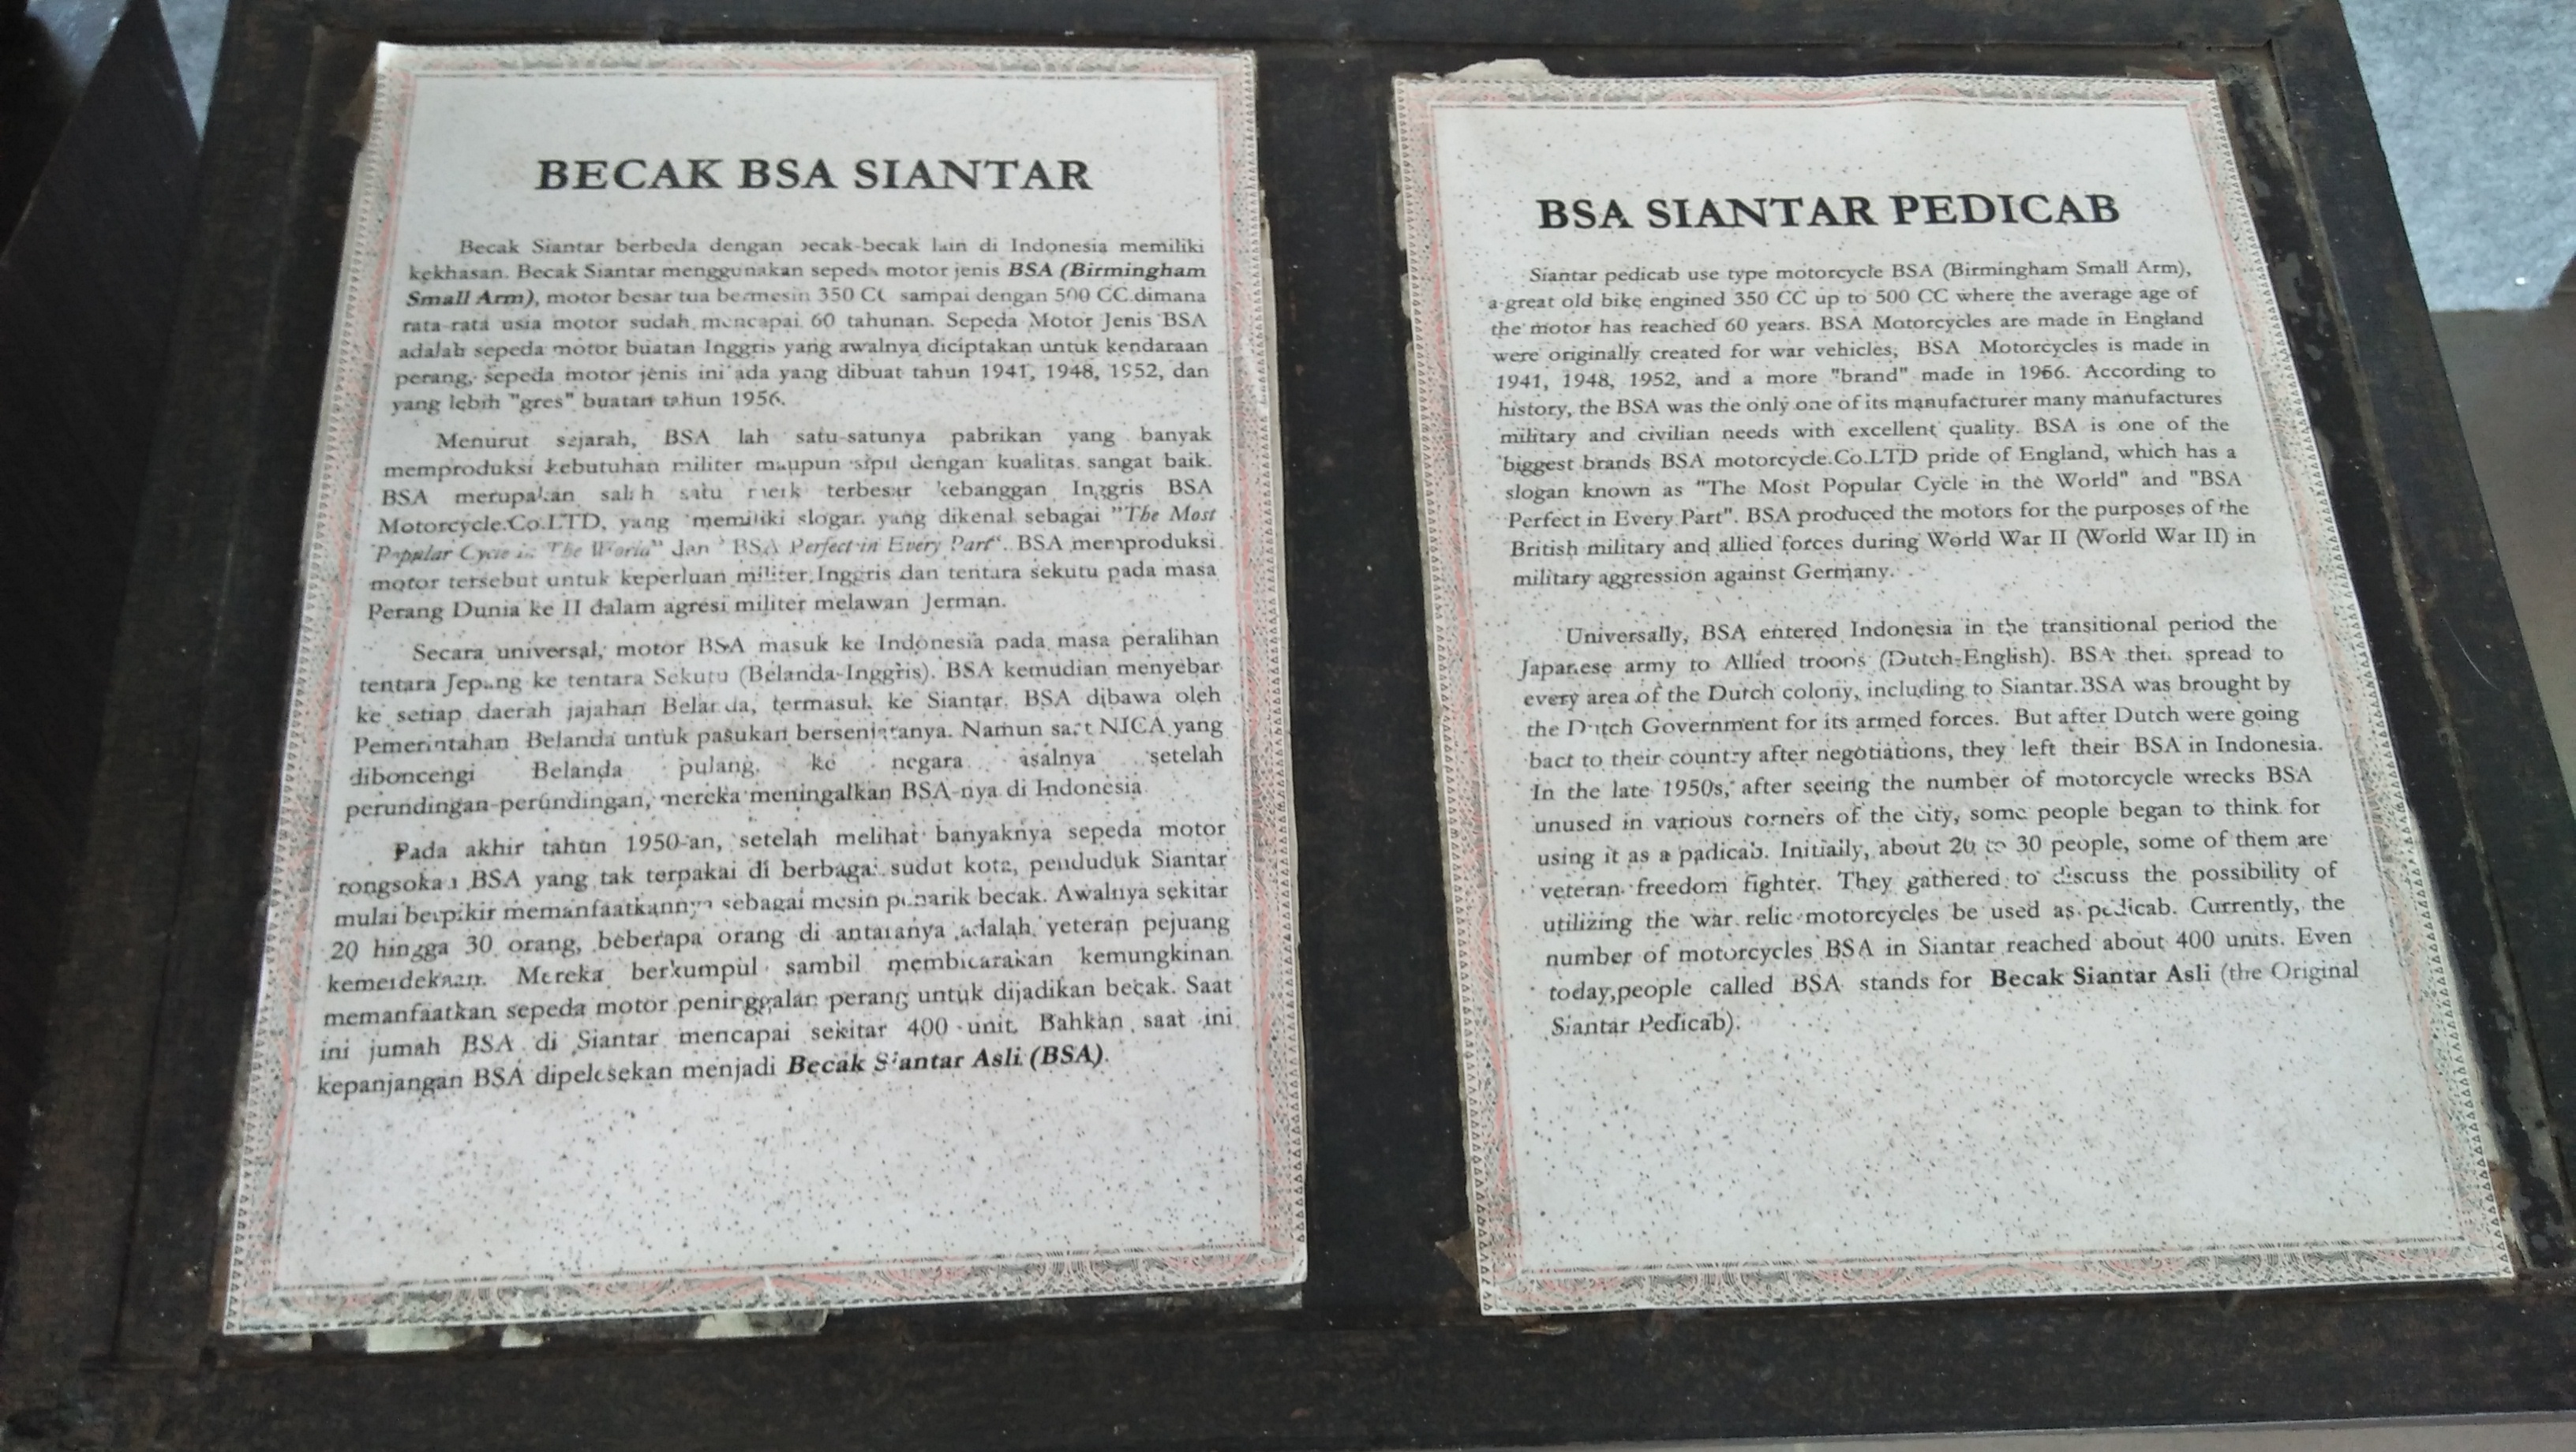 BECAK BSA SIANTAR
Becak Siantar berbeda dengan becak-becak lain di Indonesia memiliki
kekhasan. Becak Siantar menggunakan sepeda motor jenis BSA (Birmingham
Small Arm), motor besar tua bermesin 350 CC sampai dengan 500 CC.dimana
rata-rata usia motor sudah mencapai 60 tahunan. Sepeda Motor Jenis BSA
adalah sepeda motor buatan Inggris yang awalnya diciptakan untuk kendaraan
perang, sepeda motor jenis ini ada yang dibuat tahun 1941, 1948, 1952, dan
yang lebih "gres" buatan tahun 1956.
Menurut sejarah, BSA lah satu-satunya pabrikan yang banyak
memproduksi kebutuhan militer maupun sipil dengan kualitas sangat baik.
BSA merupakan salah satu merk terbesar kebanggan Inggris BSA
Motorcycle.Co.LTD, yang memiliki slogan yang dikenal sebagai "The Most
Popular Cycle in The World" dan "BSA Perfect in Every Part". BSA memproduksi
motor tersebut untuk keperluan militer Inggris dan tentara sekutu pada masa
Perang Dunia ke II dalam agresi militer melawan Jerman.
Secara universal, motor BSA masuk ke Indonesia pada masa peralihan
tentara Jepang ke tentara Sekutu (Belanda-Inggris). BSA kemudian menyebar
ke setiap daerah jajahan Belanda, termasuk ke Siantar. BSA dibawa oleh
Pemerintahan Belanda untuk pasukan bersenjatanya. Namun saat NICA yang
diboncengi Belanda pulang ke negara asalnya setelah
perundingan-perundingan, mereka meningalkan BSA-nya di Indonesia
Pada akhir tahun 1950-an, setelah melihat banyaknya sepeda motor
rongsokan BSA yang tak terpakai di berbagai sudut kota, penduduk Siantar
mulai berpikir memanfaatkannya sebagai mesin penarik becak. Awalnya sekitar
20 hingga 30 orang, beberapa orang di antaranya adalah veteran pejuang
kemerdekaan. Mereka berkumpul sambil membicarakan kemungkinan
memanfaatkan sepeda motor peninggalan perang untuk dijadikan becak. Saat
ini jumah BSA di Siantar mencapai sekitar 400 unit. Bahkan saat ini
kepanjangan BSA dipelesekan menjadi Becak Siantar Asli (BSA).
BSA SIANTAR PEDICAB
Siantar pedicab use type motorcycle BSA (Birmingham Small Arm),
a great old bike engined 350 CC up to 500 CC where the average age of
the motor has reached 60 years. BSA Motorcycles are made in England
were originally created for war vehicles, BSA Motorcycles is made in
1941, 1948, 1952, and a more "brand" made in 1956. According to
history, the BSA was the only one of its manufacturer many manufactures
military and civilian needs with excellent quality. BSA is one of the
biggest brands BSA motorcycle.Co.LTD pride of England, which has a
slogan known as "The Most Popular Cycle in the World" and "BSA
Perfect in Every Part". BSA produced the motors for the purposes of the
British military and allied forces during World War II (World War II) in
military aggression against Germany.
Universally, BSA entered Indonesia in the transitional period the
Japanese army to Allied troops (Dutch-English). BSA then spread to
every area of the Dutch colony, including to Siantar.BSA was brought by
the Dutch Government for its armed forces. But after Dutch were going
bact to their country after negotiations, they left their BSA in Indonesia.
In the late 1950s, after seeing the number of motorcycle wrecks BSA
unused in various corners of the city, some people began to think for
using it as a padicab. Initially, about 20 to 30 people, some of them are
veteran freedom fighter. They gathered to discuss the possibility of
utilizing the war relic motorcycles be used as pedicab. Currently, the
number of motorcycles BSA in Siantar reached about 400 units. Even
today,people called BSA stands for Becak Siantar Asli (the Original
Siantar Pedicab).